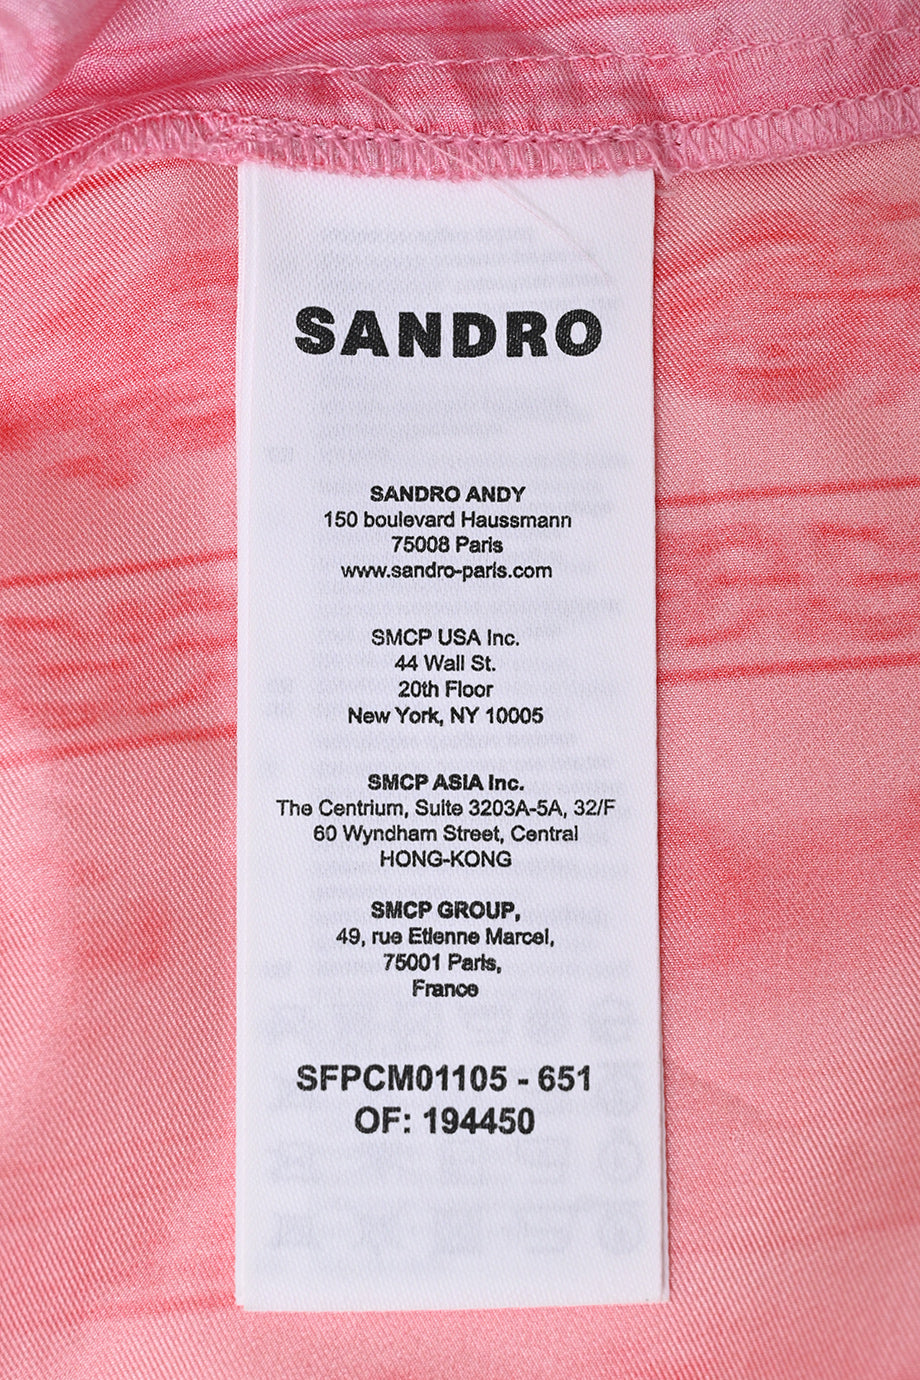 SANDRO
SANDRO ANDY
150 boulevard Haussmann
75008 Paris
www.sandro-paris.com
SMCP USA Inc.
44 Wall St.
20th Floor
New York, NY 10005
SMCP ASIA Inc.
The Centrium, Suite 3203A-5A, 32/F
60 Wyndham Street, Central
HONG-KONG
SMCP GROUP,
49, rue Etienne Marcel,
75001 Paris,
France
SFPCM01105 - 651
OF: 194450